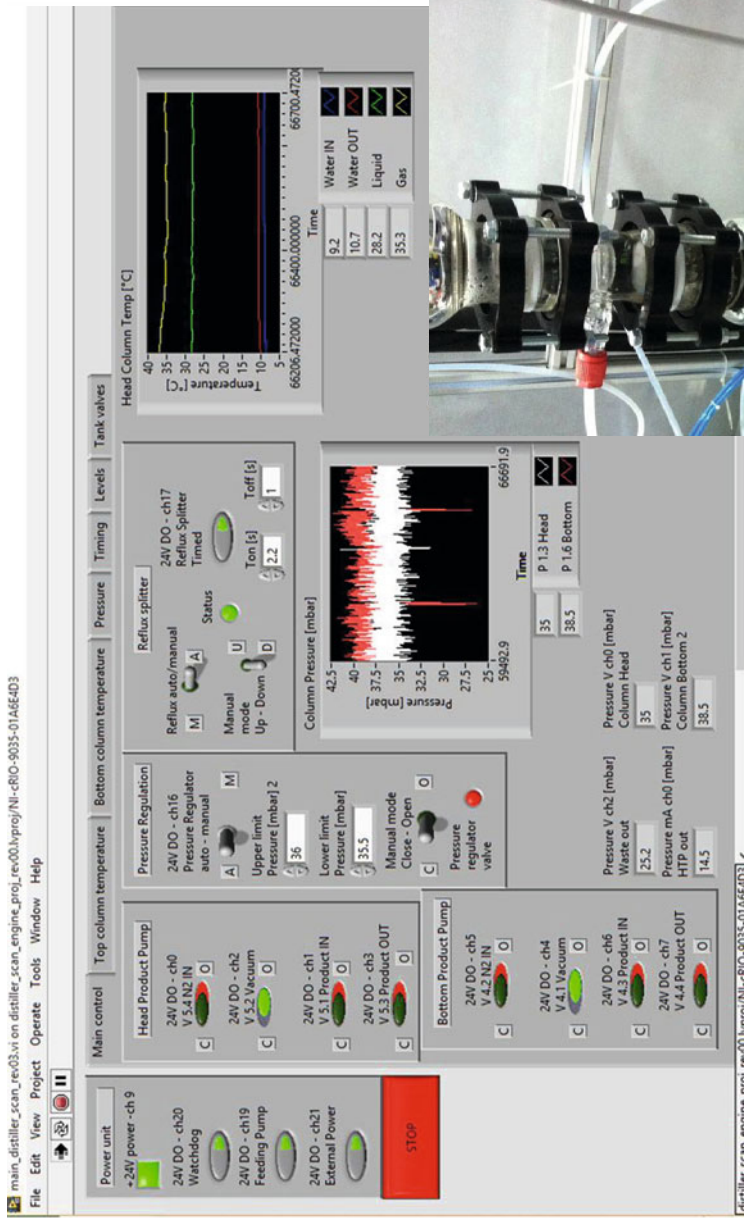 main_distiller_scan_rev03.vi on distiller_scan_engine_proj_rev00.lvproj/NI-cRIO-9035-01A6E4D3
File Edit View Project Operate Tools Window Help
Main control Top column temperature Bottom column temperature Pressure Timing Levels Tank valves
Power unit
+24V power -ch 9
24V DO - ch20
Watchdog
24V DO - ch19
Feeding Pump
24V DO - ch21
External Power
STOP
Head Product Pump
24V DO - ch0
V 5.4 N2 IN
C O
24V DO - ch2
V 5.2 Vacuum
C O
24V DO - ch1
V 5.1 Product IN
C O
24V DO - ch3
V 5.3 Product OUT
C O
Bottom Product Pump
24V DO - ch5
V 4.2 N2 IN
C O
24V DO - ch4
V 4.1 Vacuum
C O
24V DO - ch6
V 4.3 Product IN
C O
24V DO - ch7
V 4.4 Product OUT
C O
Pressure Regulation
24V DO - ch16
Pressure Regulator
auto - manual
A M
Upper limit
Pressure [mbar] 2
36
Lower limit
Pressure [mbar]
35.5
Manual mode
Close - Open
C O
Pressure
regulator
valve
Reflux splitter
Reflux auto/manual
M A
Manual
mode
Up - Down
U
D
Status
24V DO - ch17
Reflux Splitter
Timed
Ton [s] Toff [s]
2.2 1
Column Pressure [mbar]
Pressure [mbar]
42.5
40
37.5
35
32.5
30
27.5
25
59492.9 66691.9
Time
35 P 1.3 Head
38.5 P 1.6 Bottom
Pressure V ch2 [mbar]
Waste out
25.2
Pressure mA ch0 [mbar]
HTP out
14.5
Pressure V ch0 [mbar]
Column Head
35
Pressure V ch1 [mbar]
Column Bottom 2
38.5
Head Column Temp [°C]
Temperature [°C]
40
35
30
25
20
15
10
5
66206.472000 66400.000000 66700.47200
Time
9.2 Water IN
10.7 Water OUT
28.2 Liquid
35.3 Gas